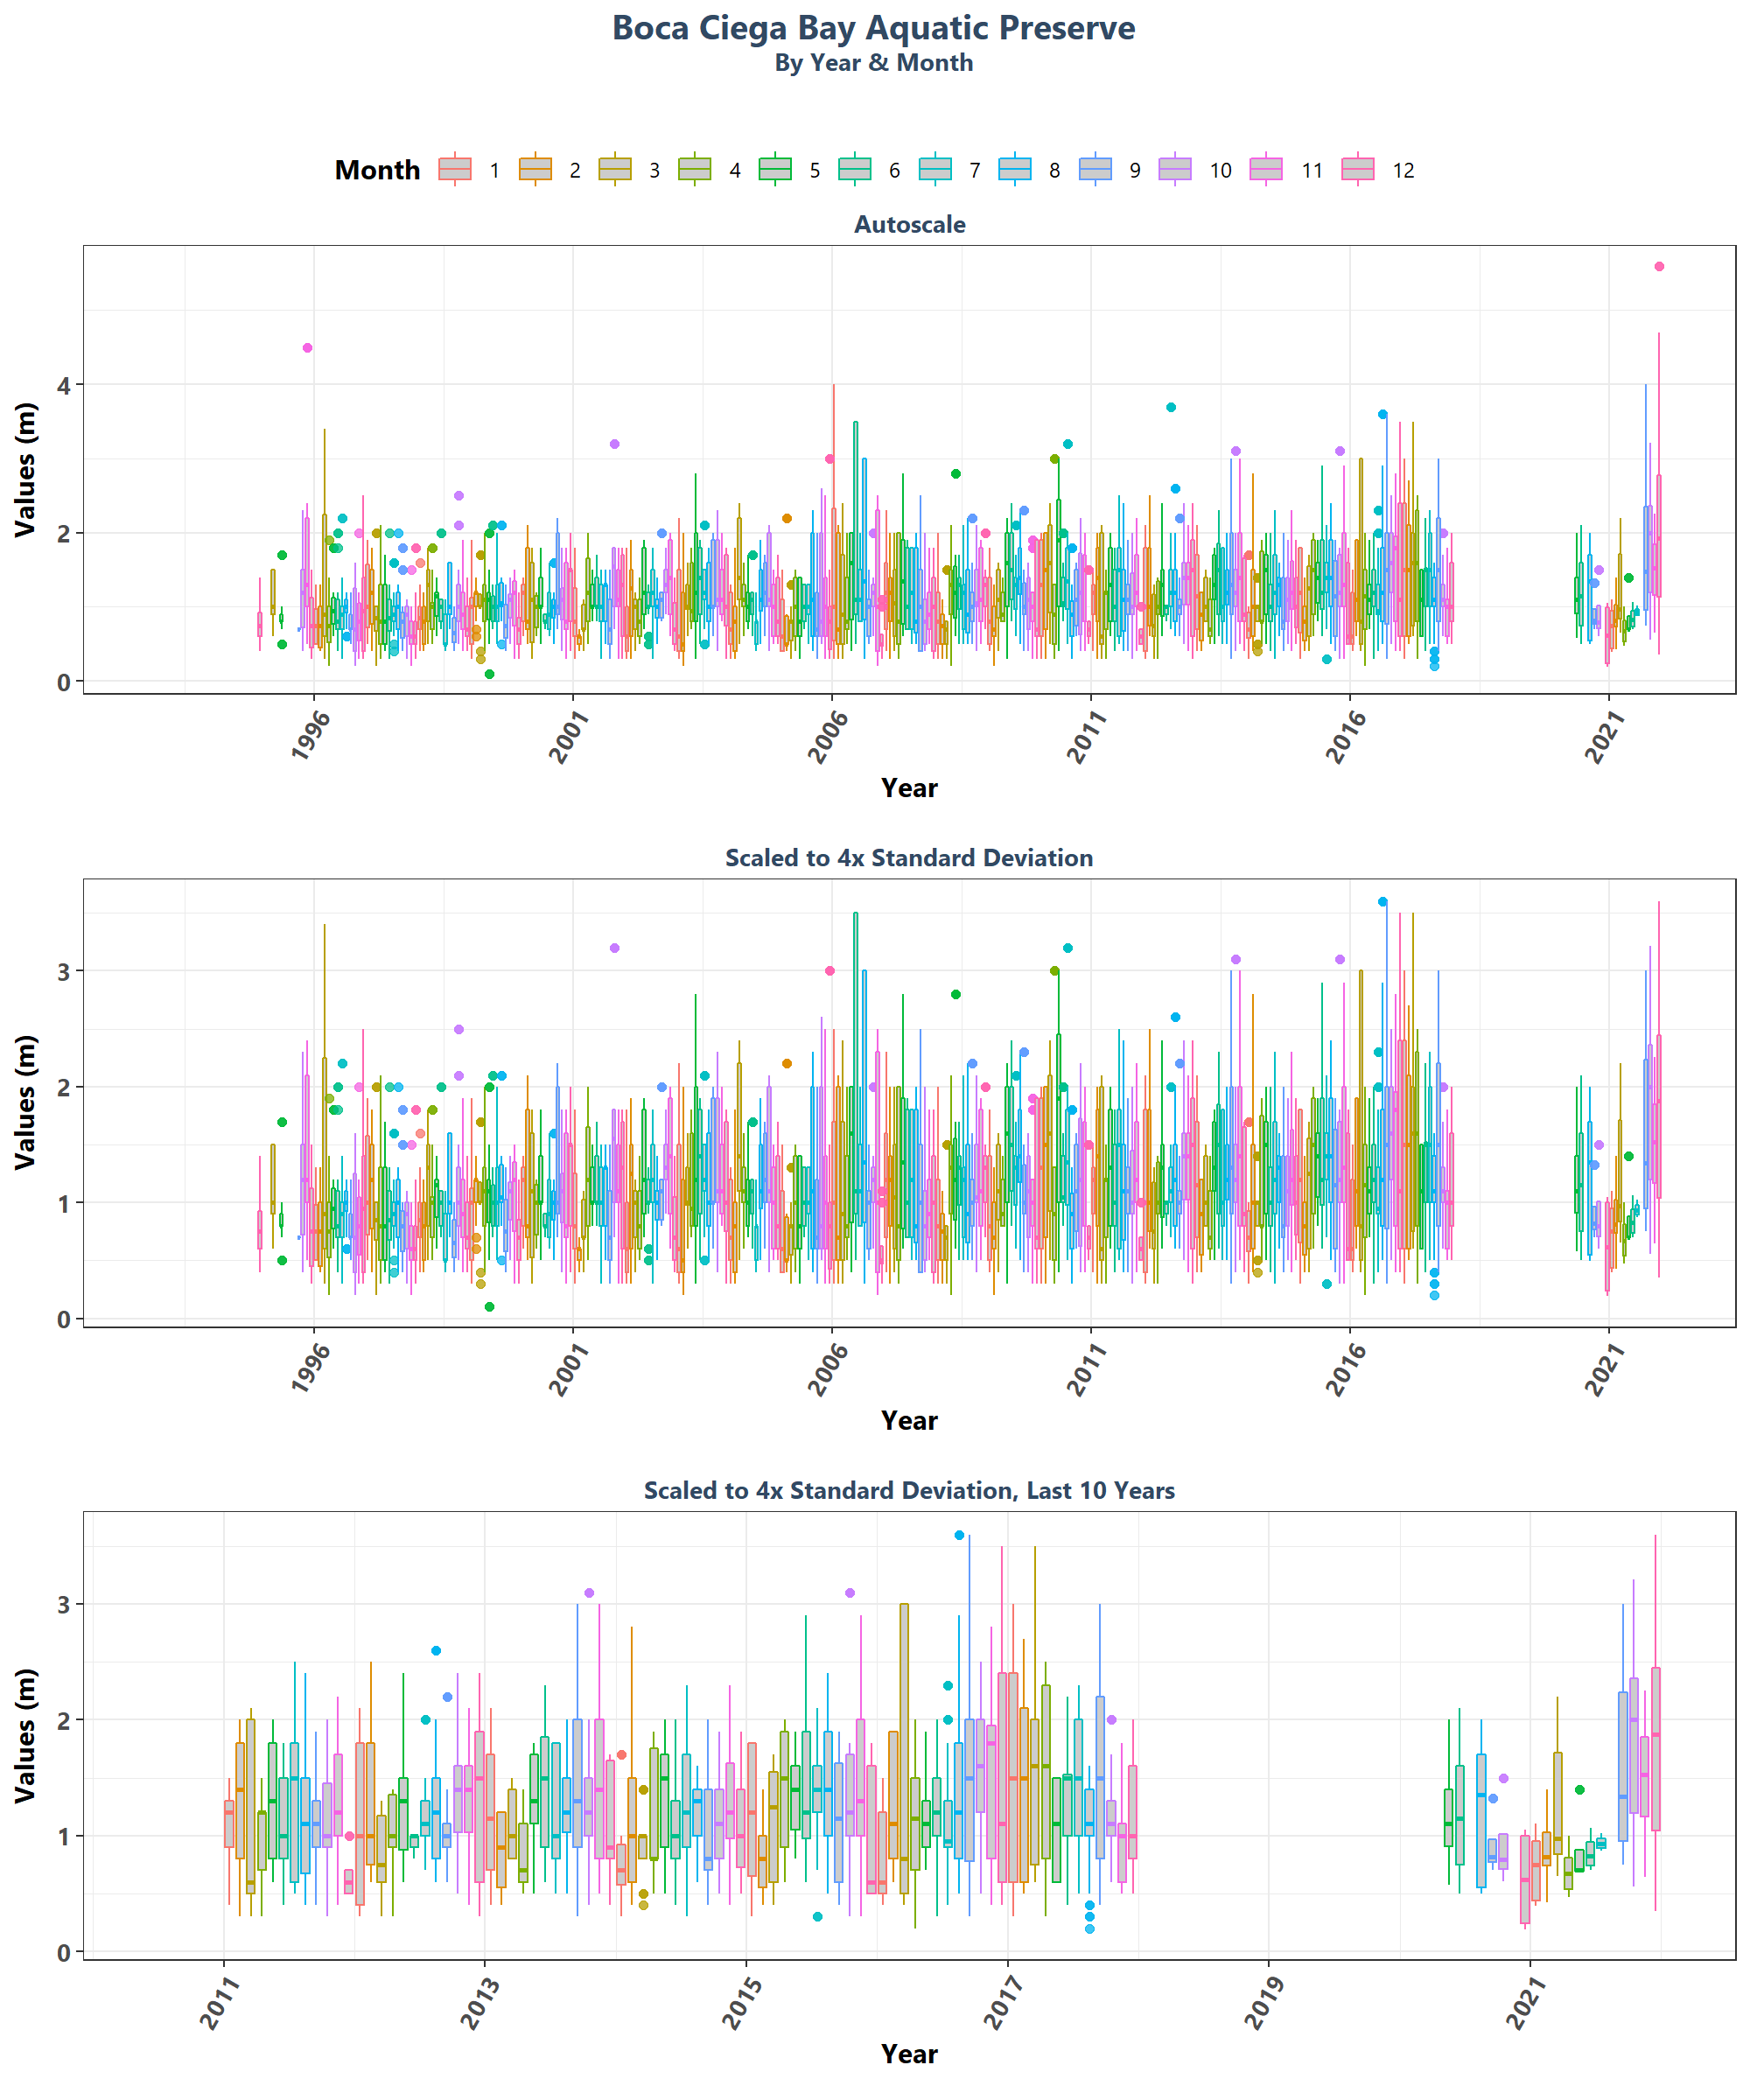 Boca Ciega Bay Aquatic Preserve
By Year & Month
Month 1 2 3 4 5 6 7 8 9 10 11 12
Autoscale
Values (m)
4
2
0
1996 2001 2006 2011 2016 2021
Year
Scaled to 4x Standard Deviation
Values (m)
3
2
1
0
1996 2001 2006 2011 2016 2021
Year
Scaled to 4x Standard Deviation, Last 10 Years
Values (m)
3
2
1
0
2011 2013 2015 2017 2019 2021
Year